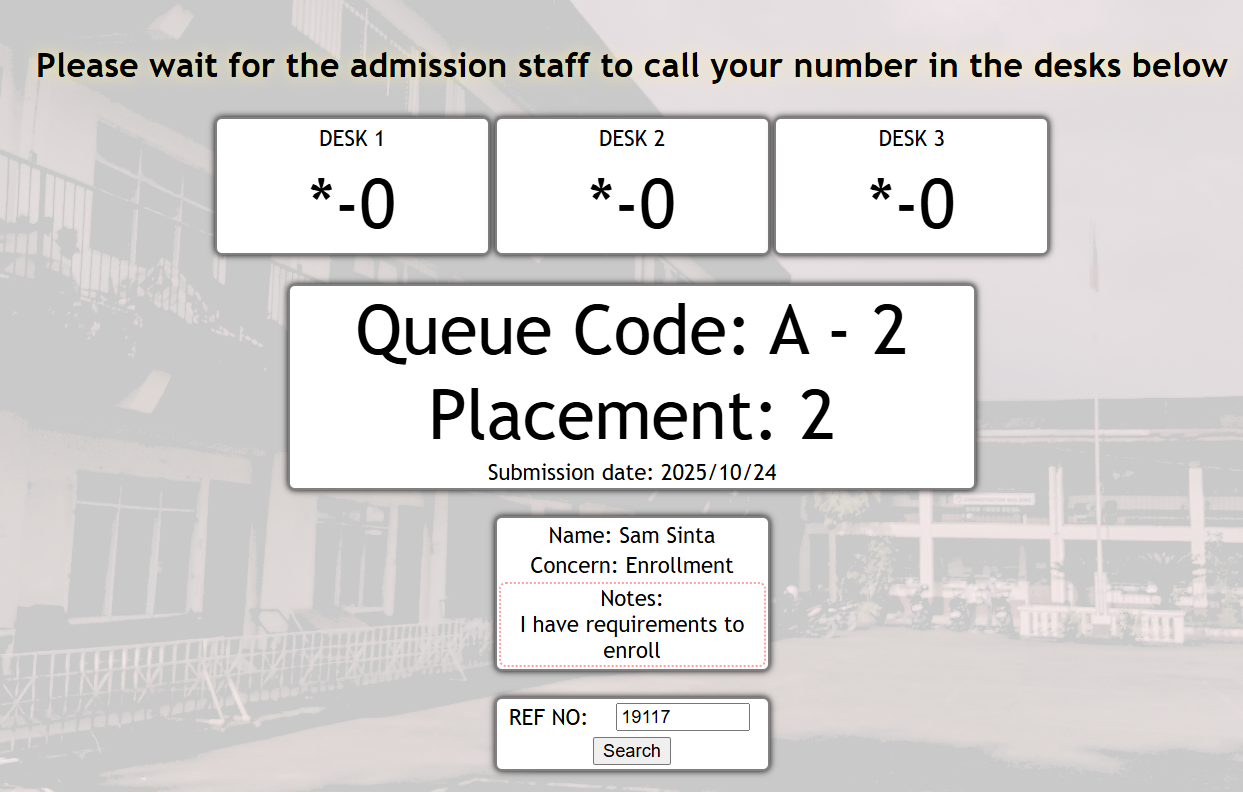 Please wait for the admission staff to call your number in the desks below
DESK 1
*-0
DESK 2
*-0
DESK 3
*-0
Queue Code: A - 2
Placement: 2
Submission date: 2025/10/24
Name: Sam Sinta
Concern: Enrollment
Notes:
I have requirements to
enroll
REF NO: 19117
Search